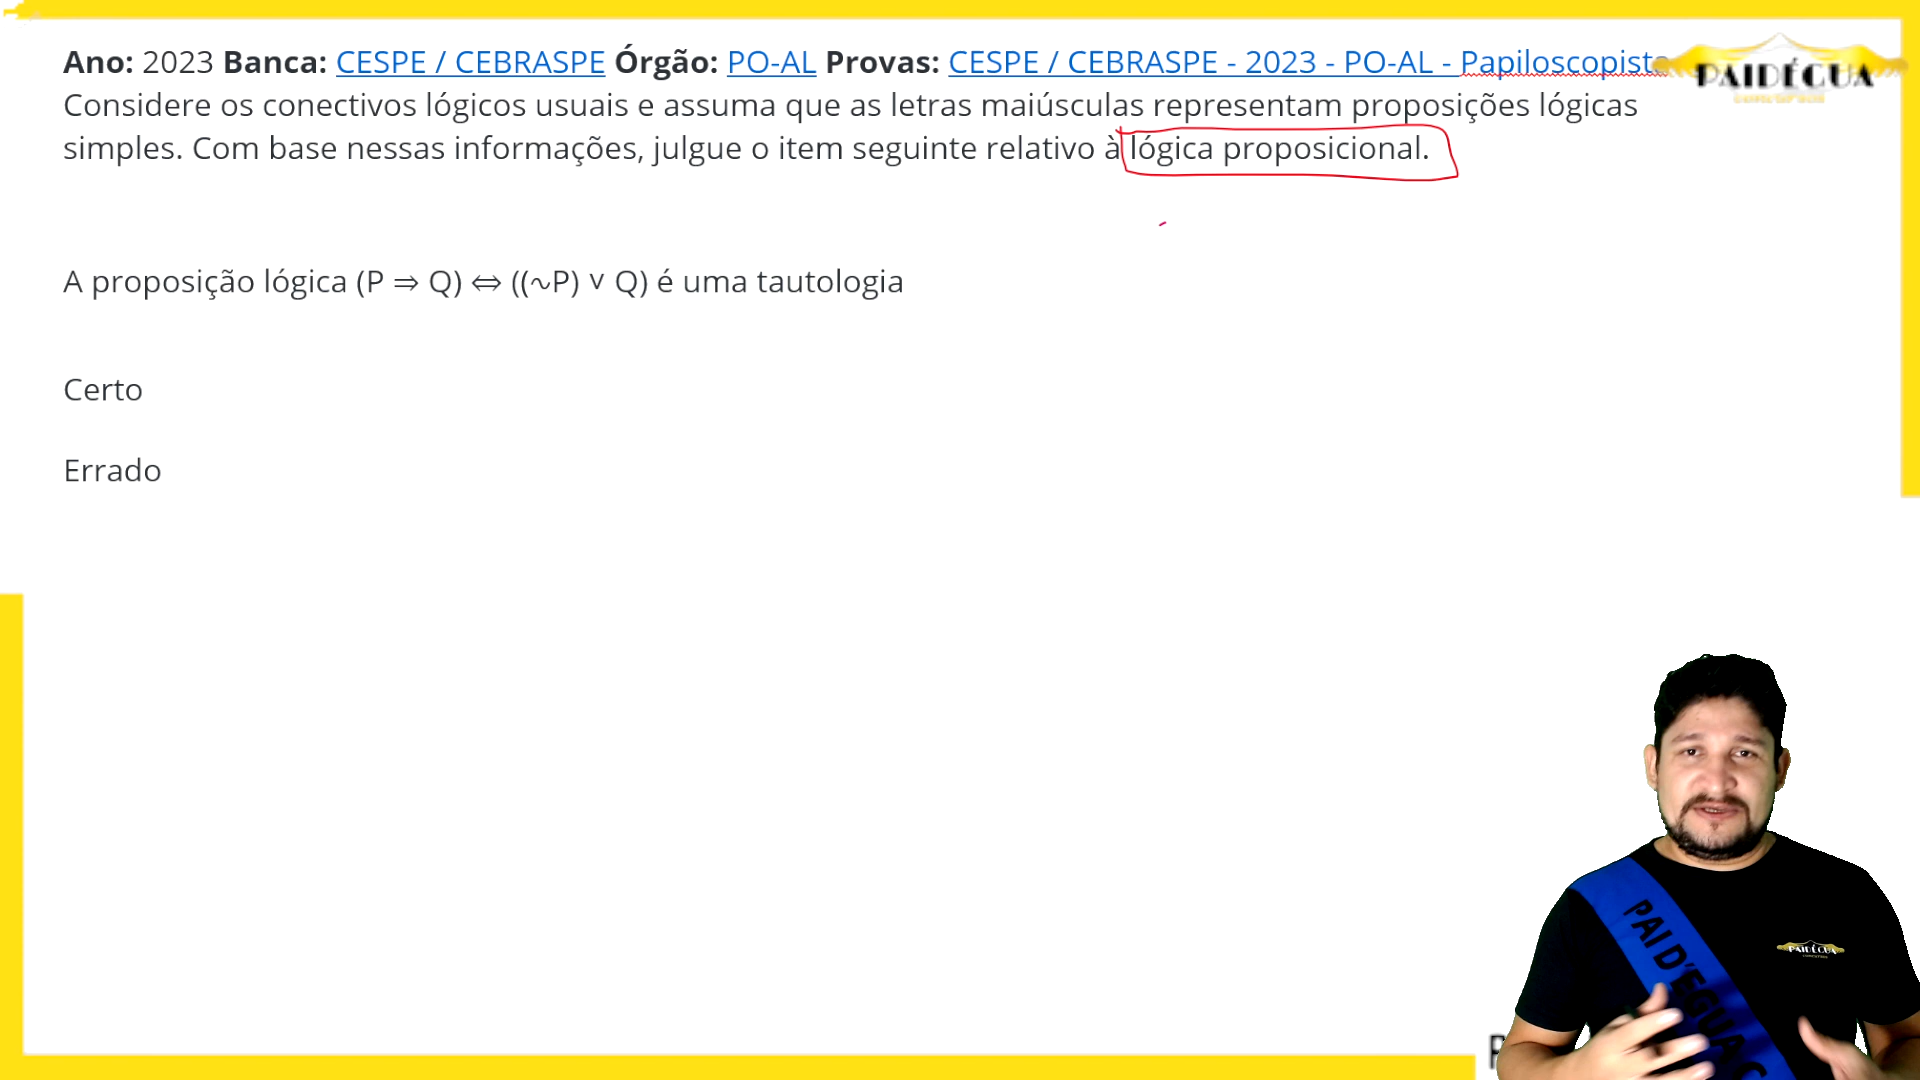 Ano: 2023 Banca: CESPE / CEBRASPE Órgão: PO-AL Provas: CESPE / CEBRASPE - 2023 - PO-AL - Papiloscopista
PAIDÉGUA
Considere os conectivos lógicos usuais e assuma que as letras maiúsculas representam proposições lógicas
simples. Com base nessas informações, julgue o item seguinte relativo à lógica proposicional.
A proposição lógica (P ⇒ Q) ⇔ ((~P) ˅ Q) é uma tautologia
Certo
Errado
PAID'EGUA C
PAIDÉGUA
P